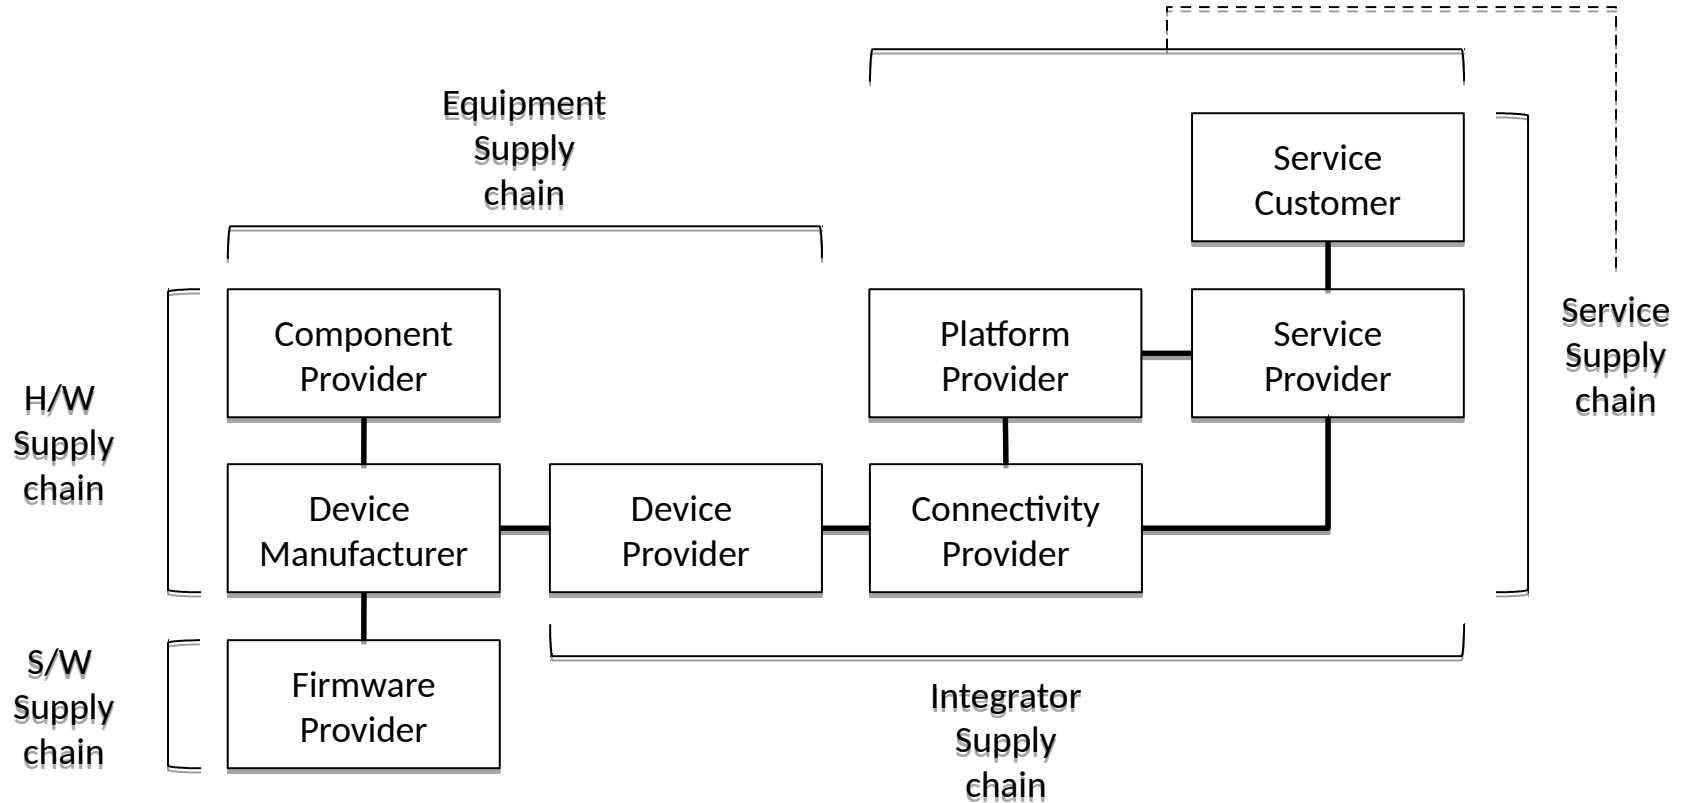 Equipment
Supply
chain
Service
Customer
Component
Provider
Platform
Provider
Service
Provider
Service
Supply
chain
H/W
Supply
chain
Device
Manufacturer
Device
Provider
Connectivity
Provider
S/W
Supply
chain
Firmware
Provider
Integrator
Supply
chain